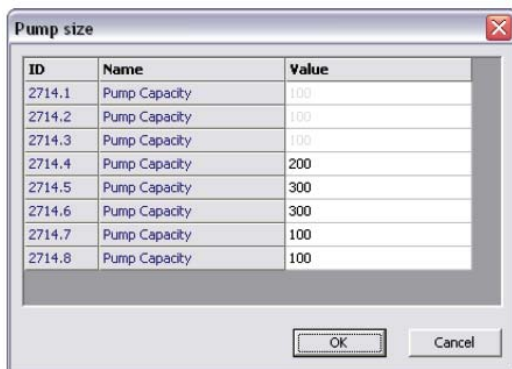 Pump size
ID Name Value
2714.1 Pump Capacity 100
2714.2 Pump Capacity 100
2714.3 Pump Capacity 100
2714.4 Pump Capacity 200
2714.5 Pump Capacity 300
2714.6 Pump Capacity 300
2714.7 Pump Capacity 100
2714.8 Pump Capacity 100
OK Cancel